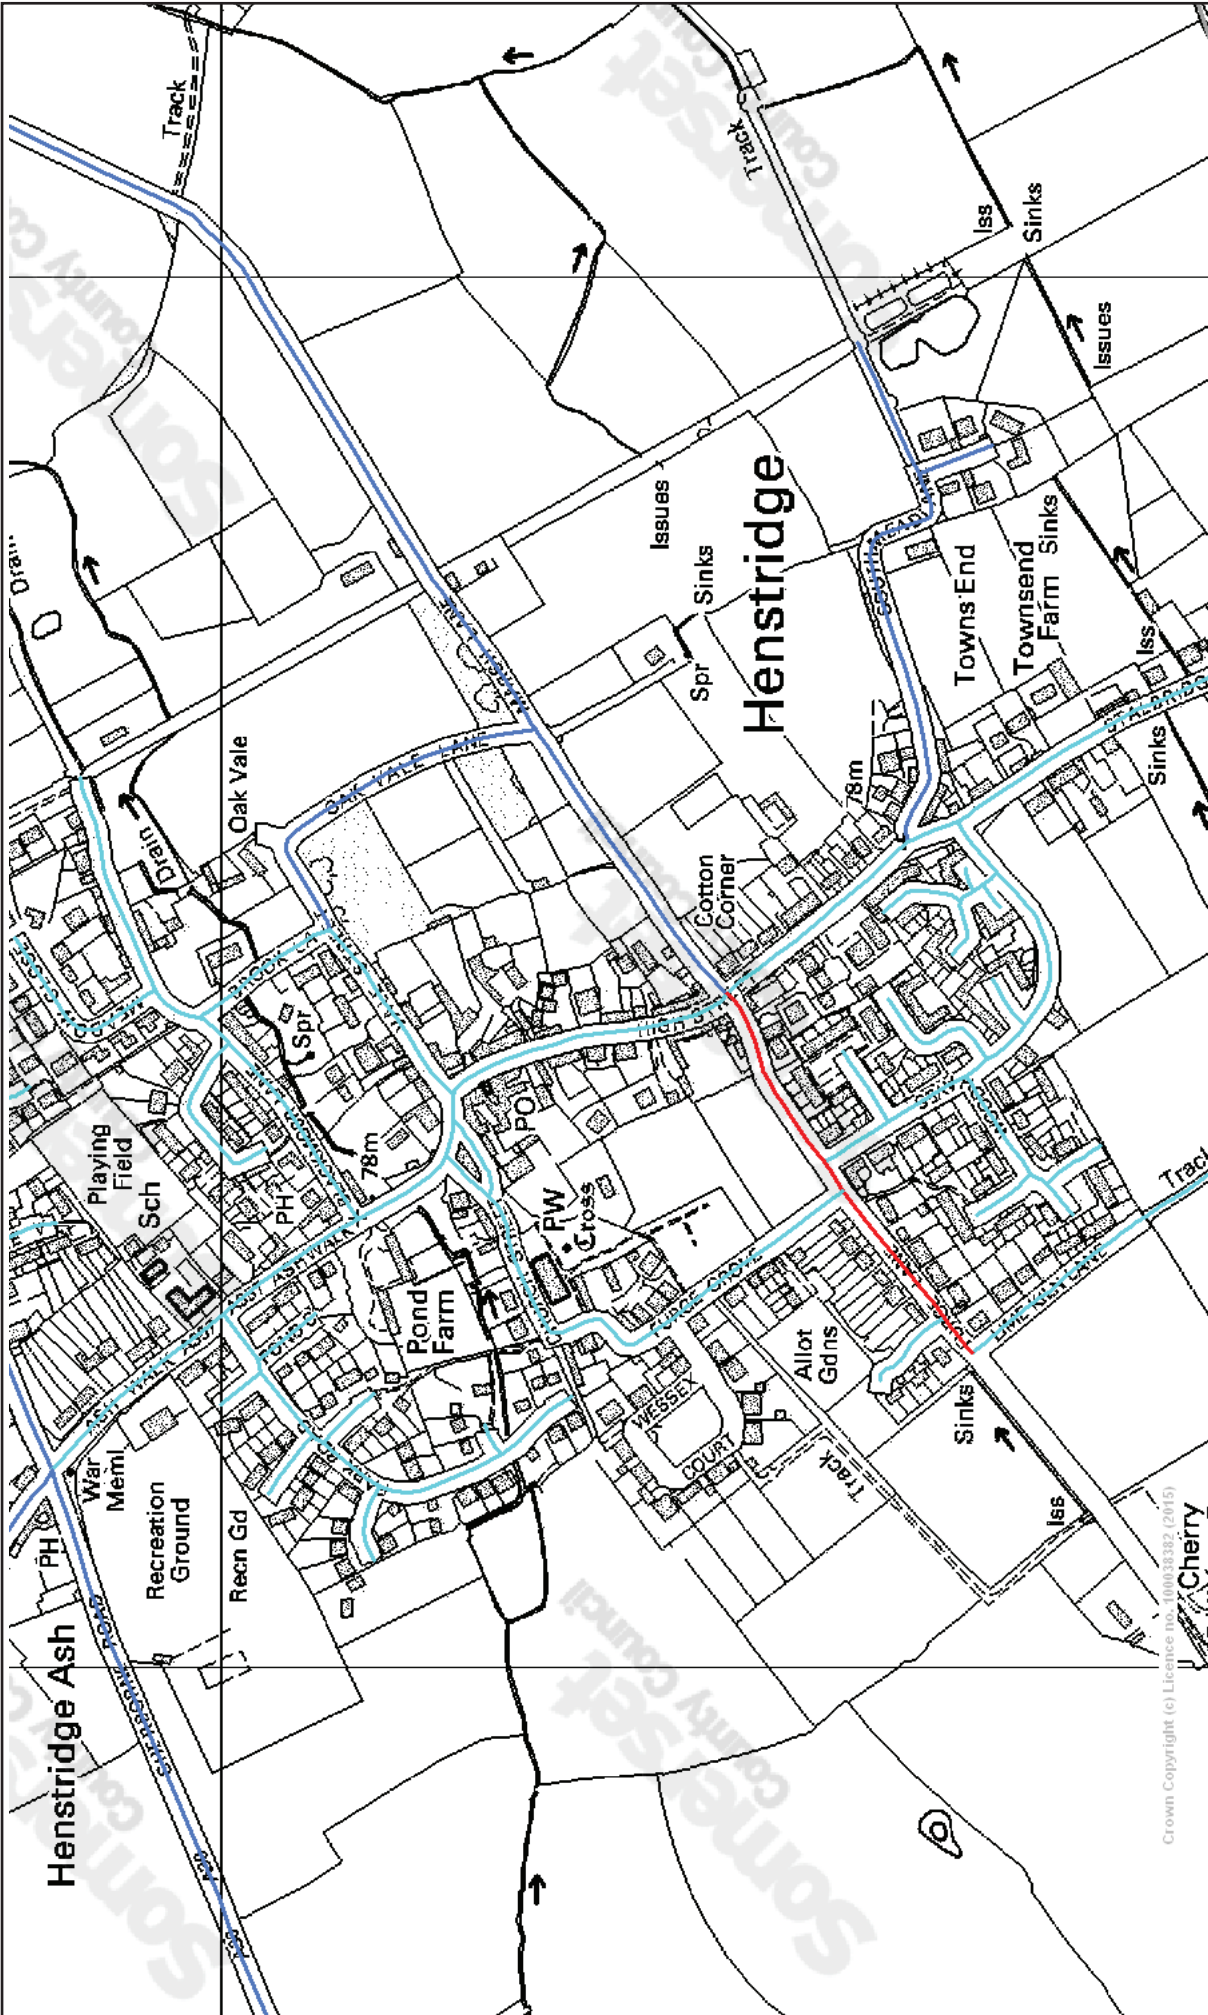 Track
Track
Iss
Sinks
Issues
Drain
Issues
Sinks
Spr
Henstridge
Towns End
Townsend
Farm
Sinks
Iss
Sinks
Oak Vale
OAK VALE LANE
LANE
Drain
78m
Cotton
Corner
Spr
78m
PO
Playing
Field
Sch
PH
PW
Cross
Pond
Farm
Allot
Gdns
WESSEX
COURT
Sinks
Track
Track
Iss
War
Meml
PH
Recreation
Ground
Recn Gd
Henstridge Ash
Cherry
Somerset
County Council
Crown Copyright (c) Licence no. 100038382 (2015)